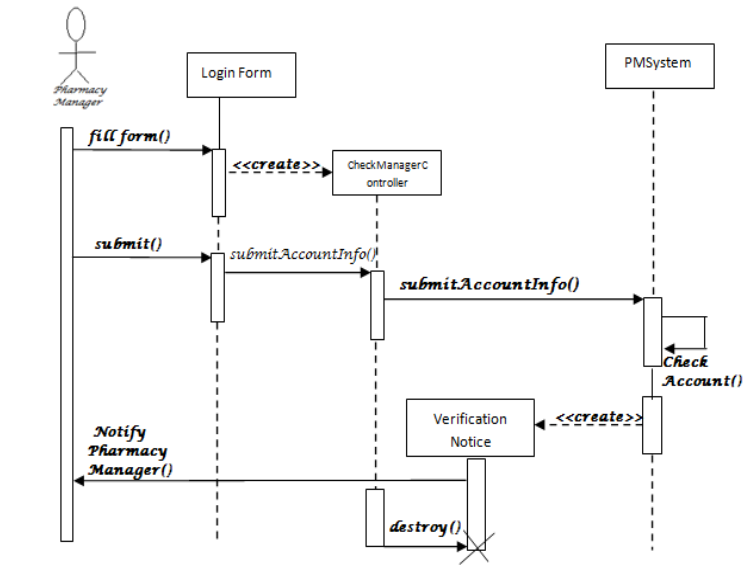 Pharmacy
Manager
Login Form
PMSystem
fill form()
<<create>>
CheckManagerC
ontroller
submit()
submitAccountInfo()
submitAccountInfo()
Check
Account()
Verification
Notice
<<create>>
Notify
Pharmacy
Manager()
destroy()